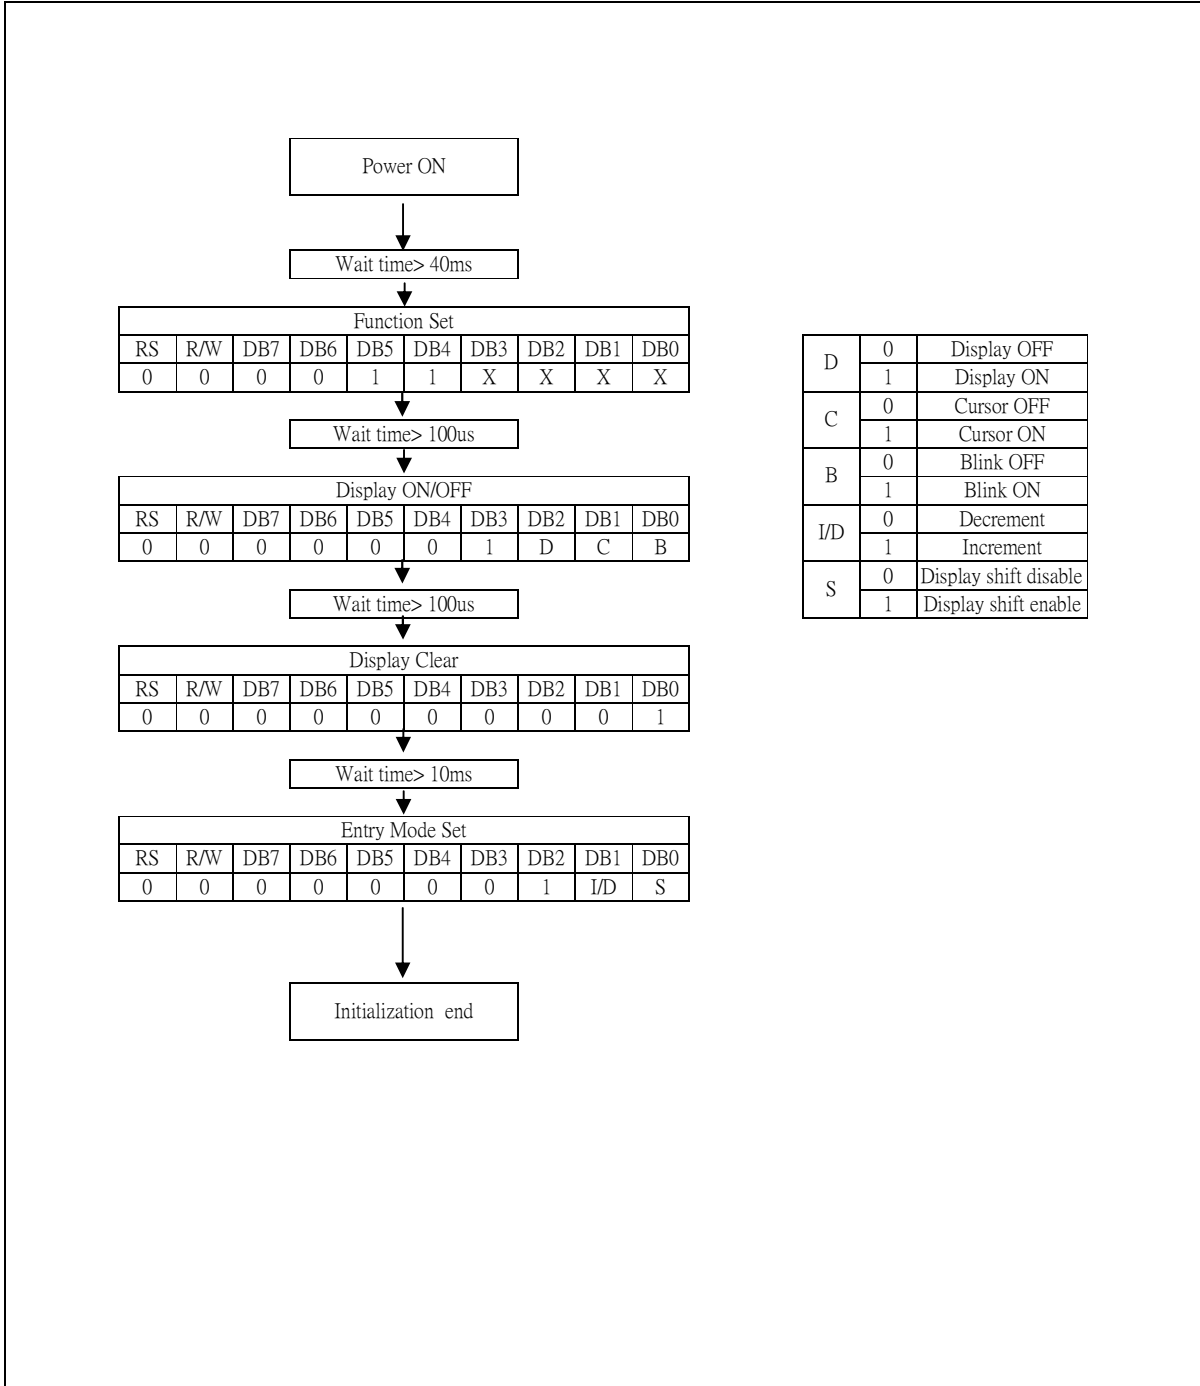 Power ON
Wait time> 40ms
Function Set
RS R/W DB7 DB6 DB5 DB4 DB3 DB2 DB1 DB0
0 0 0 0 1 1 X X X X
Wait time> 100us
Display ON/OFF
RS R/W DB7 DB6 DB5 DB4 DB3 DB2 DB1 DB0
0 0 0 0 0 0 1 D C B
Wait time> 100us
Display Clear
RS R/W DB7 DB6 DB5 DB4 DB3 DB2 DB1 DB0
0 0 0 0 0 0 0 0 0 1
Wait time> 10ms
Entry Mode Set
RS R/W DB7 DB6 DB5 DB4 DB3 DB2 DB1 DB0
0 0 0 0 0 0 0 1 I/D S
Initialization end
D 0 Display OFF
1 Display ON
C 0 Cursor OFF
1 Cursor ON
B 0 Blink OFF
1 Blink ON
I/D 0 Decrement
1 Increment
S 0 Display shift disable
1 Display shift enable